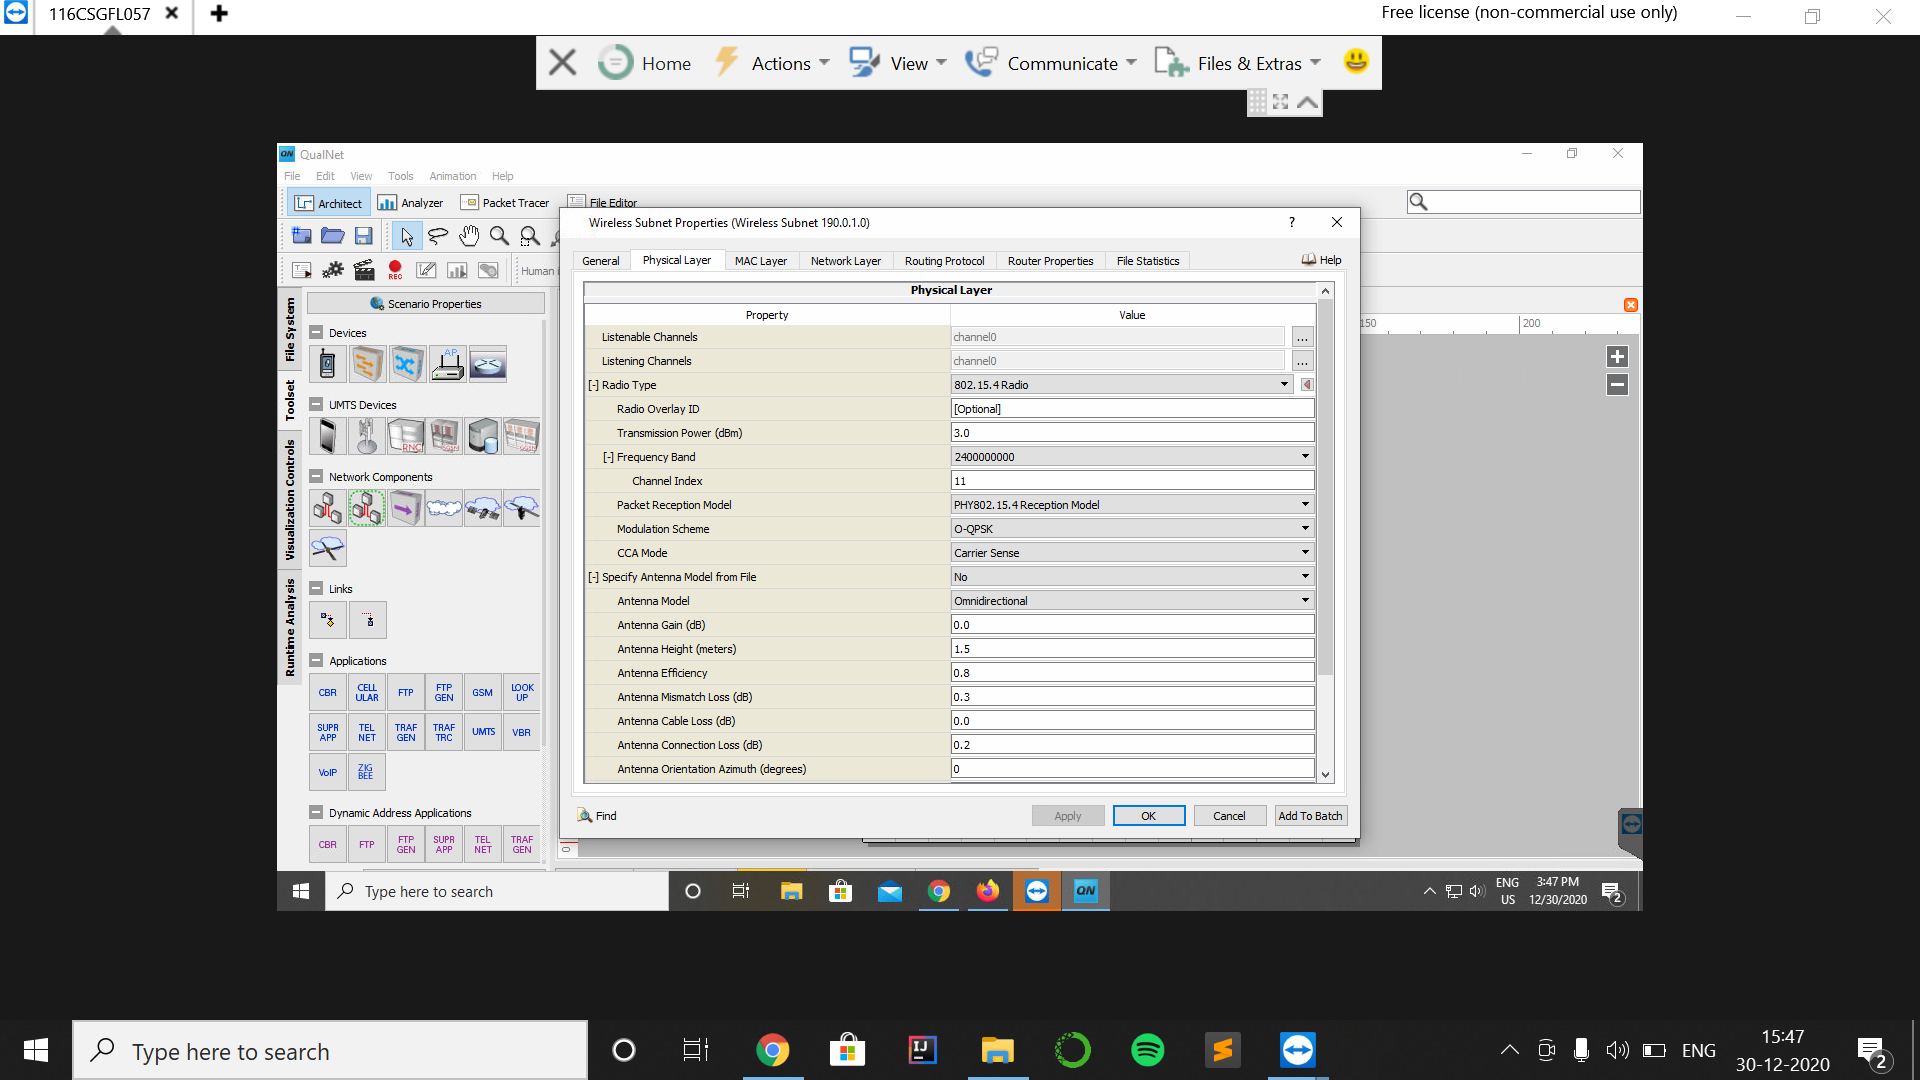 116CSGFL057
Free license (non-commercial use only)
Home Actions View Communicate Files & Extras
QN QualNet
File Edit View Tools Animation Help
Architect Analyzer Packet Tracer File Editor
REC
Human
File System
Toolset
Visualization Controls
Runtime Analysis
Scenario Properties
Devices
AP
UMTS Devices
RNC
Network Components
Links
Applications
CBR CELL ULAR FTP FTP GEN GSM LOOK UP
SUPR APP TEL NET TRAF GEN TRAF TRC UMTS VBR
VoIP ZIG BEE
Dynamic Address Applications
CBR FTP FTP GEN SUPR APP TEL NET TRAF GEN
Wireless Subnet Properties (Wireless Subnet 190.0.1.0) ?
General Physical Layer MAC Layer Network Layer Routing Protocol Router Properties File Statistics Help
Physical Layer
Property Value
Listenable Channels channel0 ...
Listening Channels channel0 ...
[-] Radio Type 802.15.4 Radio
Radio Overlay ID [Optional]
Transmission Power (dBm) 3.0
[-] Frequency Band 2400000000
Channel Index 11
Packet Reception Model PHY802.15.4 Reception Model
Modulation Scheme O-QPSK
CCA Mode Carrier Sense
[-] Specify Antenna Model from File No
Antenna Model Omnidirectional
Antenna Gain (dB) 0.0
Antenna Height (meters) 1.5
Antenna Efficiency 0.8
Antenna Mismatch Loss (dB) 0.3
Antenna Cable Loss (dB) 0.0
Antenna Connection Loss (dB) 0.2
Antenna Orientation Azimuth (degrees) 0
Find Apply OK Cancel Add To Batch
150 200
0
Type here to search
QN
ENG US
3:47 PM
12/30/2020
2
Type here to search
IJ
ENG
15:47
30-12-2020
2